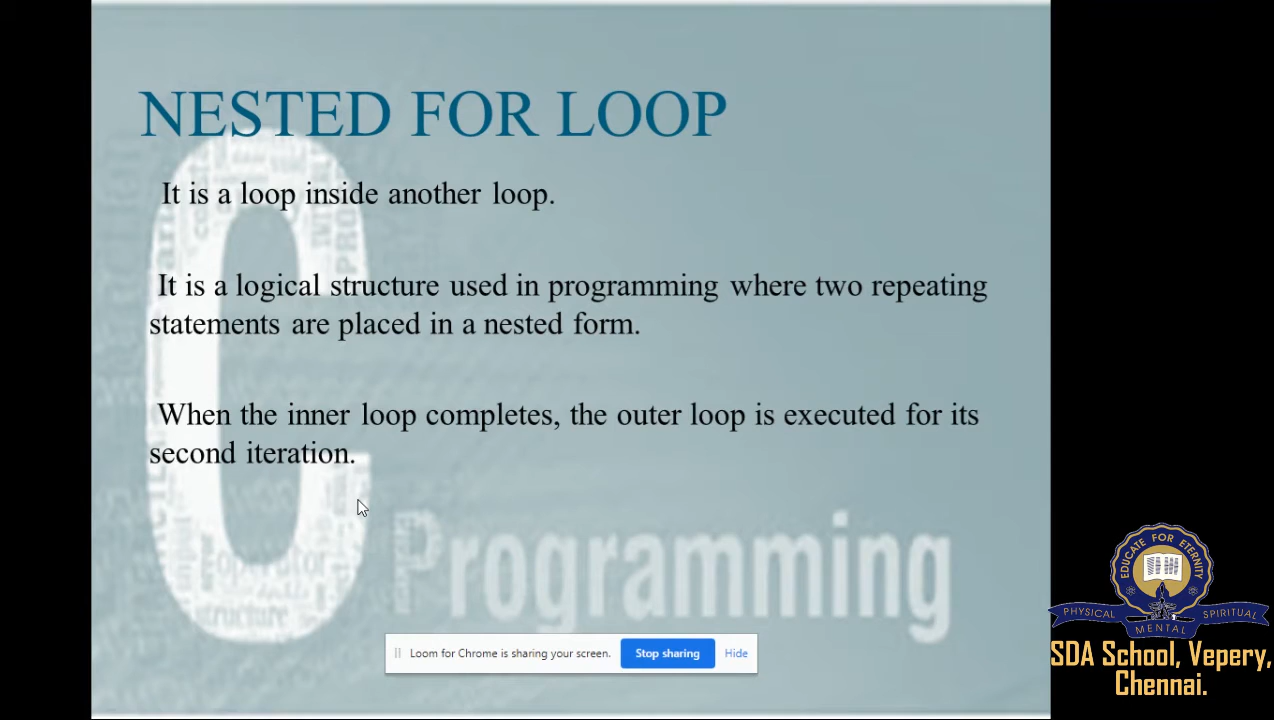 NESTED FOR LOOP
It is a loop inside another loop.
It is a logical structure used in programming where two repeating
statements are placed in a nested form.
When the inner loop completes, the outer loop is executed for its
second iteration.
C
Programming
operator
structure
Loom for Chrome is sharing your screen.
Stop sharing
Hide
EDUCATE FOR ETERNITY
PHYSICAL
MENTAL
SPIRITUAL
SDA School, Vepery,
Chennai.